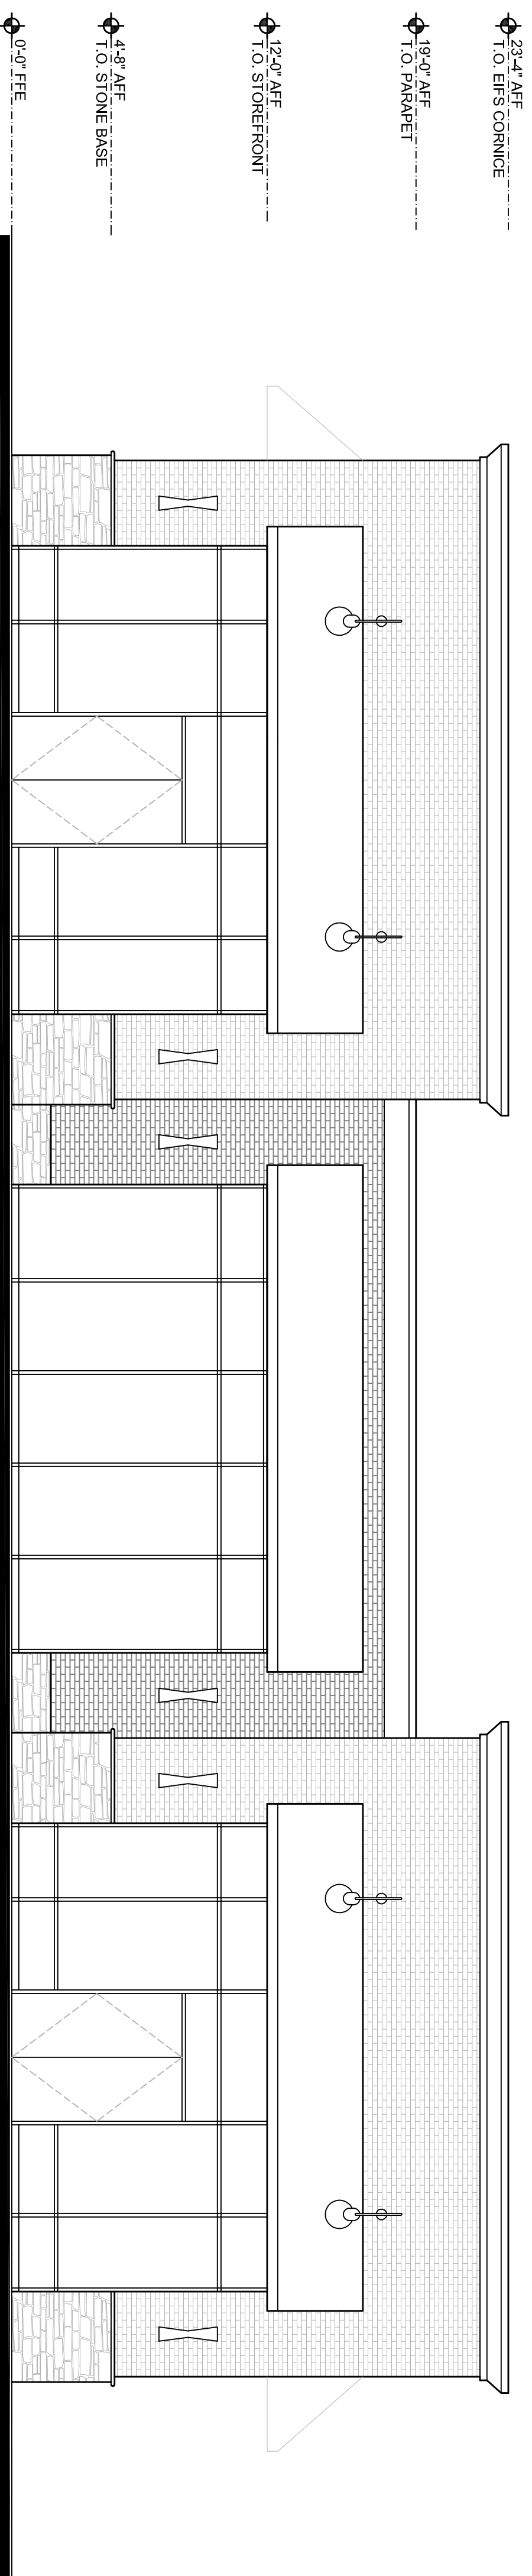 23'-4" AFF
T.O. EIFS CORNICE
19'-0" AFF
T.O. PARAPET
12'-0" AFF
T.O. STOREFRONT
4'-8" AFF
T.O. STONE BASE
0'-0" FFE